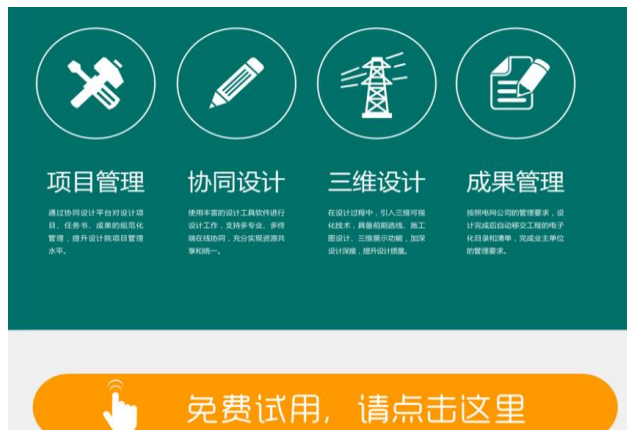 项目管理
通过协同设计平台对设计项
目、任务书、成果的规范化
管理，提升设计院项目管理
水平。
协同设计
使用丰富的设计工具软件进行
设计工作，支持多专业、多终
端在线协同，充分实现资源共
享和统一。
三维设计
在设计过程中，引入三维可视
化技术，具备前期选线、施工
图设计、三维展示功能，加深
设计深度，提升设计质量。
成果管理
按照电网公司的管理要求，设
计完成后自动移交工程的电子
化目录和清单，完成业主单位
的管理要求。
免费试用，请点击这里